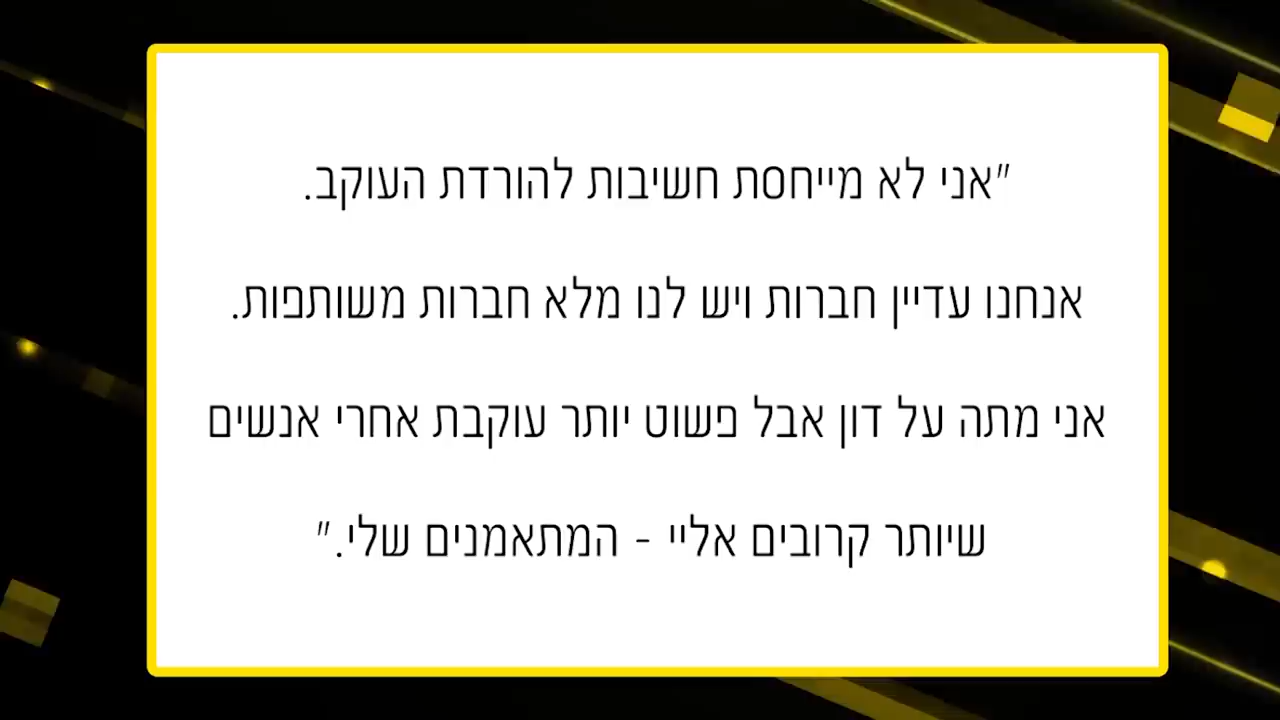 "אני לא מייחסת חשיבות להורדת העוקב.
אנחנו עדיין חברות ויש לנו מלא חברות משותפות.
אני מתה על דון אבל פשוט יותר עוקבת אחרי אנשים
שיותר קרובים אליי - המתאמנים שלי."